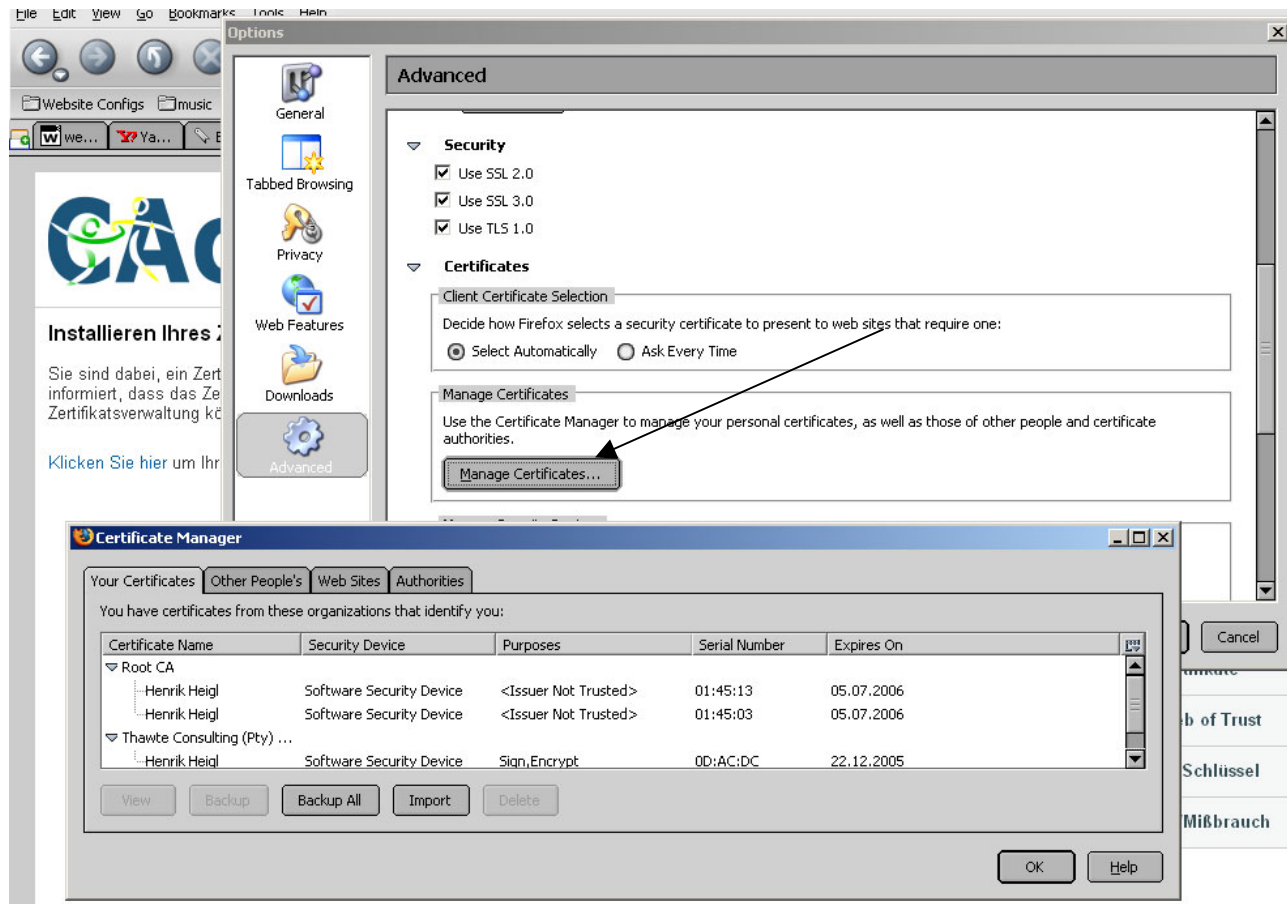 File Edit View Go Bookmarks Tools Help
Options
Website Configs music
we... Ya...
General
Tabbed Browsing
Privacy
Web Features
Downloads
Advanced
Advanced
Security
Use SSL 2.0
Use SSL 3.0
Use TLS 1.0
Certificates
Client Certificate Selection
Decide how Firefox selects a security certificate to present to web sites that require one:
Select Automatically Ask Every Time
Manage Certificates
Use the Certificate Manager to manage your personal certificates, as well as those of other people and certificate
authorities.
Manage Certificates...
Cancel
CAc
Installieren Ihres
Sie sind dabei, ein Zert
informiert, dass das Ze
Zertifikatsverwaltung kö
Klicken Sie hier um Ihr
Certificate Manager
Your Certificates Other People's Web Sites Authorities
You have certificates from these organizations that identify you:
Certificate Name Security Device Purposes Serial Number Expires On
Root CA
Henrik Heigl Software Security Device <Issuer Not Trusted> 01:45:13 05.07.2006
Henrik Heigl Software Security Device <Issuer Not Trusted> 01:45:03 05.07.2006
Thawte Consulting (Pty) ...
Henrik Heigl Software Security Device Sign,Encrypt 0D:AC:DC 22.12.2005
View Backup Backup All Import Delete
OK Help
b of Trust
Schlüssel
/Mißbrauch